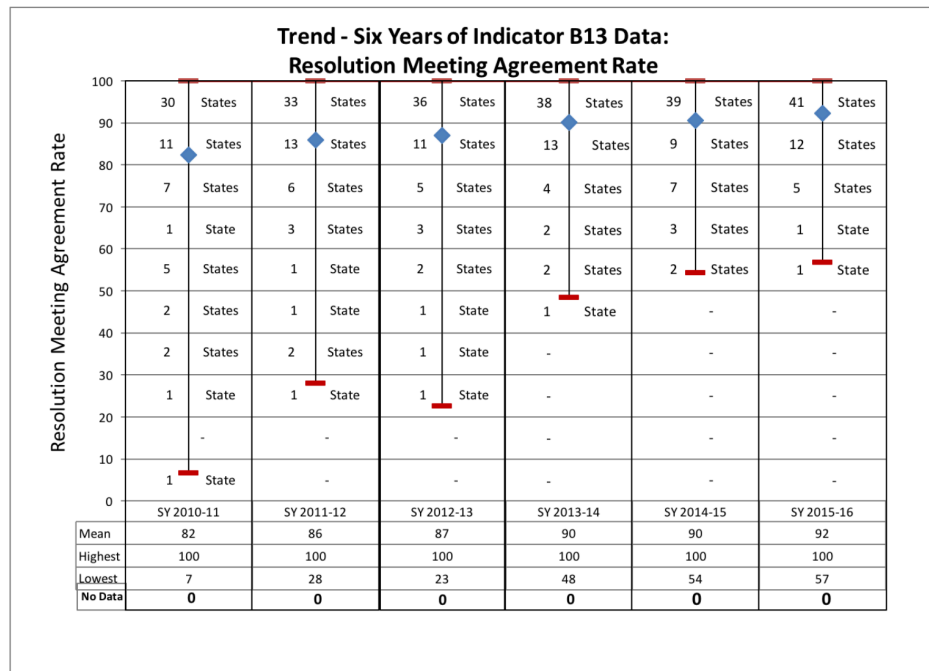 Trend - Six Years of Indicator B13 Data:
Resolution Meeting Agreement Rate
Resolution Meeting Agreement Rate
100
30 States 33 States 36 States 38 States 39 States 41 States
90
11 States 13 States 11 States 13 States 9 States 12 States
80
7 States 6 States 5 States 4 States 7 States 5 States
70
1 State 3 States 3 States 2 States 3 States 1 State
60
5 States 1 State 2 States 2 States 2 States 1 State
50
2 States 1 State 1 State 1 State - -
40
2 States 2 States 1 State - - -
30
1 State 1 State 1 State - - -
20
- - - - - -
10
1 State - - - - -
0
SY 2010-11 SY 2011-12 SY 2012-13 SY 2013-14 SY 2014-15 SY 2015-16
Mean 82 86 87 90 90 92
Highest 100 100 100 100 100 100
Lowest 7 28 23 48 54 57
No Data 0 0 0 0 0 0